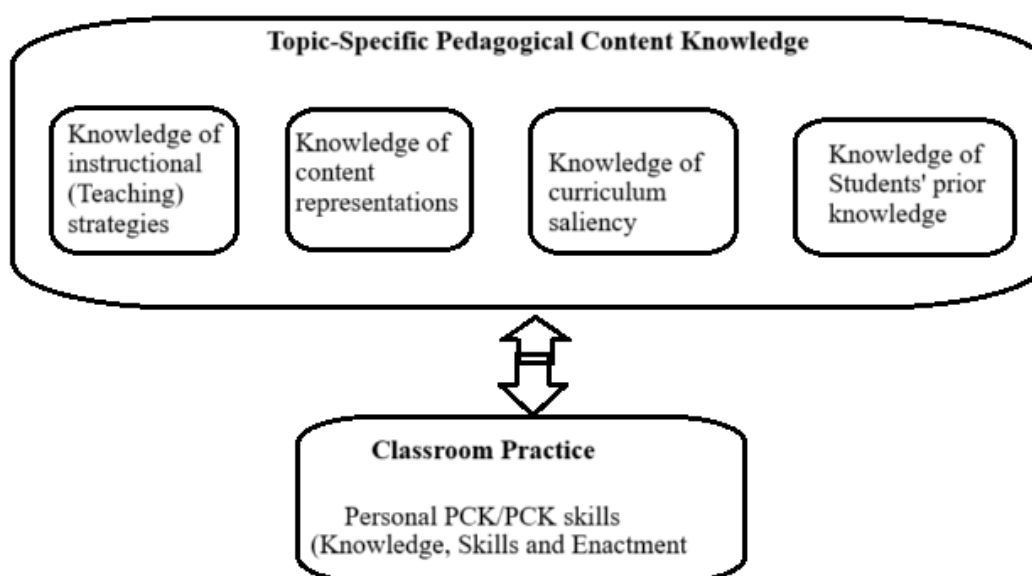 Topic-Specific Pedagogical Content Knowledge
Knowledge of
instructional
(Teaching)
strategies
Knowledge of
content
representations
Knowledge of
curriculum
saliency
Knowledge of
Students' prior
knowledge
Classroom Practice
Personal PCK/PCK skills
(Knowledge, Skills and Enactment